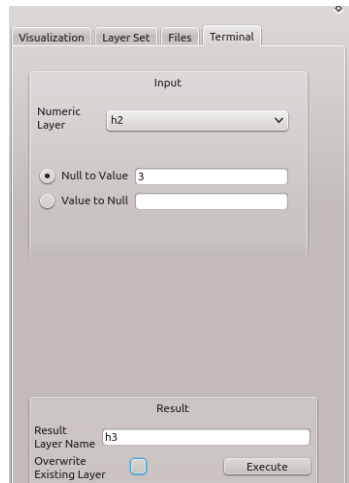 Visualization Layer Set Files Terminal
Input
Numeric
Layer h2
Null to Value 3
Value to Null
Result
Result
Layer Name h3
Overwrite
Existing Layer Execute